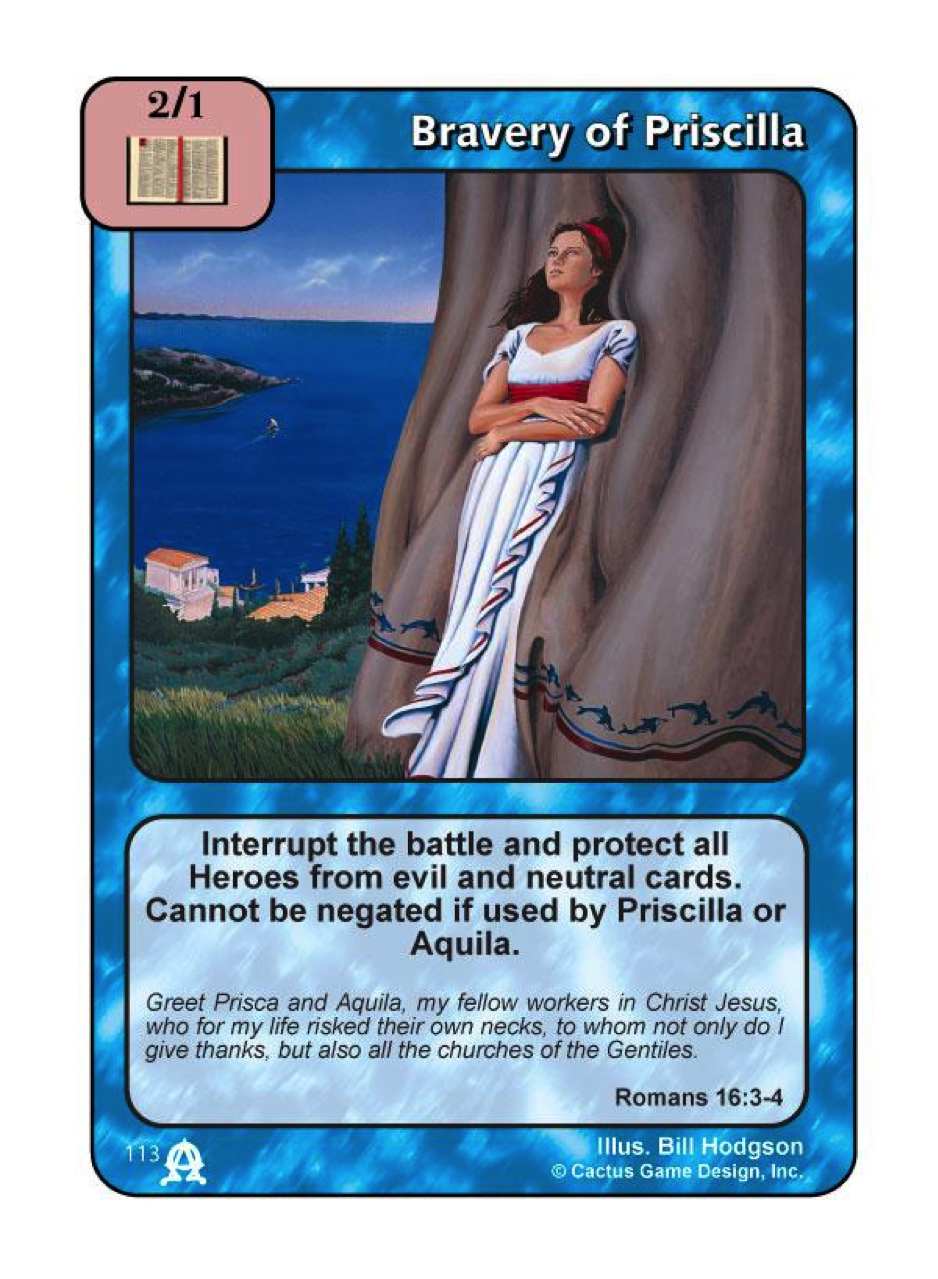 2/1
Bravery of Priscilla
Interrupt the battle and protect all
Heroes from evil and neutral cards.
Cannot be negated if used by Priscilla or
Aquila.
Greet Prisca and Aquila, my fellow workers in Christ Jesus,
who for my life risked their own necks, to whom not only do I
give thanks, but also all the churches of the Gentiles.
Romans 16:3-4
113
Illus. Bill Hodgson
© Cactus Game Design, Inc.